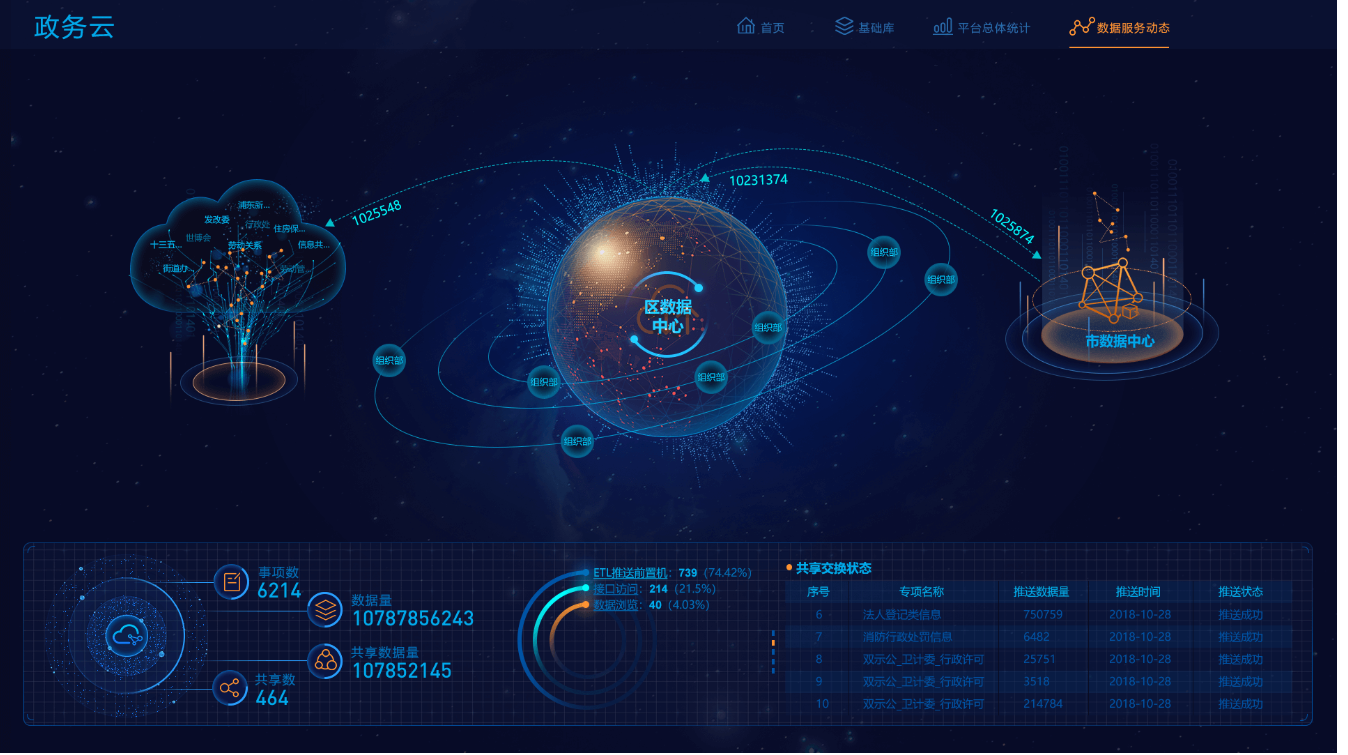 政务云
首页
基础库
平台总体统计
数据服务动态
1025548
10231374
1025874
浦东新...
发改委
行政处
住房保...
世博会
十三五...
劳动关系
信息共...
街道办...
劳动管...
区数据
中心
组织部
组织部
组织部
组织部
组织部
组织部
组织部
市数据中心
事项数
6214
数据量
10787856243
共享数据量
107852145
共享数
464
ETL推送前置机：739（74.42%）
接口访问：214（21.5%）
数据浏览：40（4.03%）
共享交换状态
序号 专项名称 推送数据量 推送时间 推送状态
6 法人登记类信息 750759 2018-10-28 推送成功
7 消防行政处罚信息 6482 2018-10-28 推送成功
8 双示公_卫计委_行政许可 25751 2018-10-28 推送成功
9 双示公_卫计委_行政许可 3518 2018-10-28 推送成功
10 双示公_卫计委_行政许可 214784 2018-10-28 推送成功